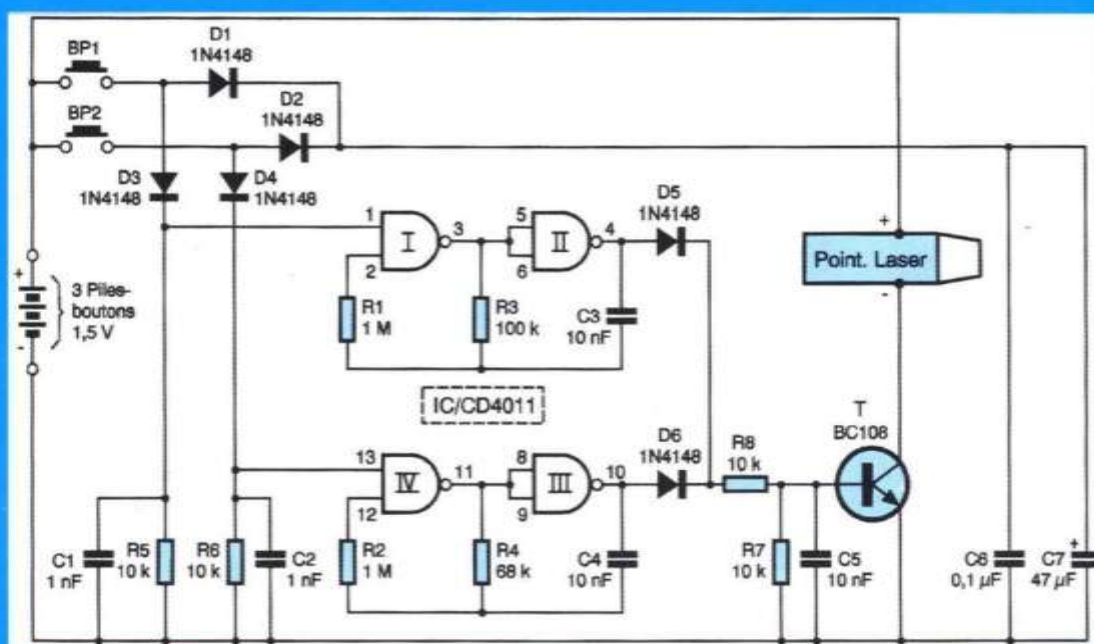 D1
1N4148
BP1
D2
1N4148
BP2
D3
1N4148
D4
1N4148
D5
1N4148
1
2
I
3
5
6
II
4
+
Point. Laser
-
+
-
3 Piles-
boutons
1,5 V
R1
1 M
R3
100 k
C3
10 nF
IC/CD4011
T
BC108
D6
1N4148
R8
10 k
13
12
IV
11
8
9
III
10
C1
1 nF
R5
10 k
R6
10 k
C2
1 nF
R2
1 M
R4
68 k
C4
10 nF
R7
10 k
C5
10 nF
C6
0,1 µF
+
C7
47 µF